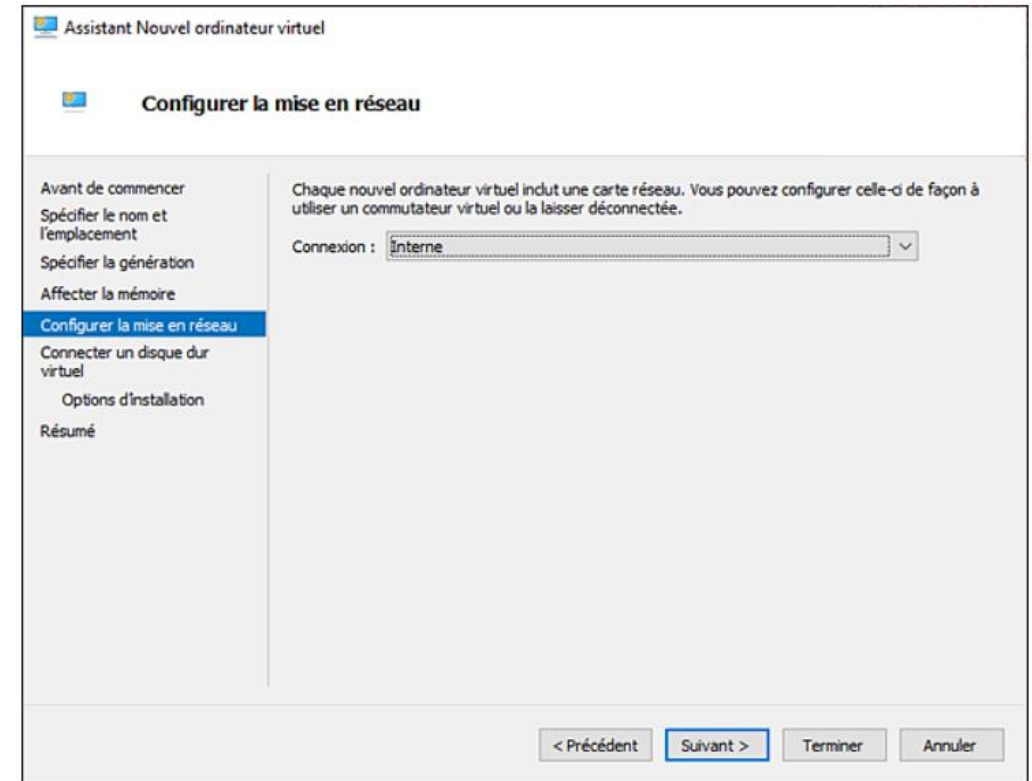 Assistant Nouvel ordinateur virtuel
Configurer la mise en réseau
Avant de commencer
Spécifier le nom et
l'emplacement
Spécifier la génération
Affecter la mémoire
Configurer la mise en réseau
Connecter un disque dur
virtuel
Options d'installation
Résumé
Chaque nouvel ordinateur virtuel inclut une carte réseau. Vous pouvez configurer celle-ci de façon à
utiliser un commutateur virtuel ou la laisser déconnectée.
Connexion : Interne
< Précédent Suivant > Terminer Annuler